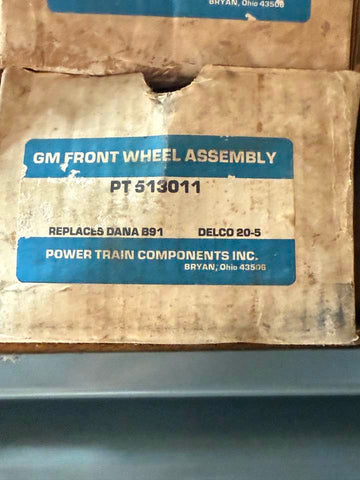 BRYAN, Ohio 43506
GM FRONT WHEEL ASSEMBLY
PT 513011
REPLACES DANA B91 DELCO 20-5
POWER TRAIN COMPONENTS INC.
BRYAN, Ohio 43506